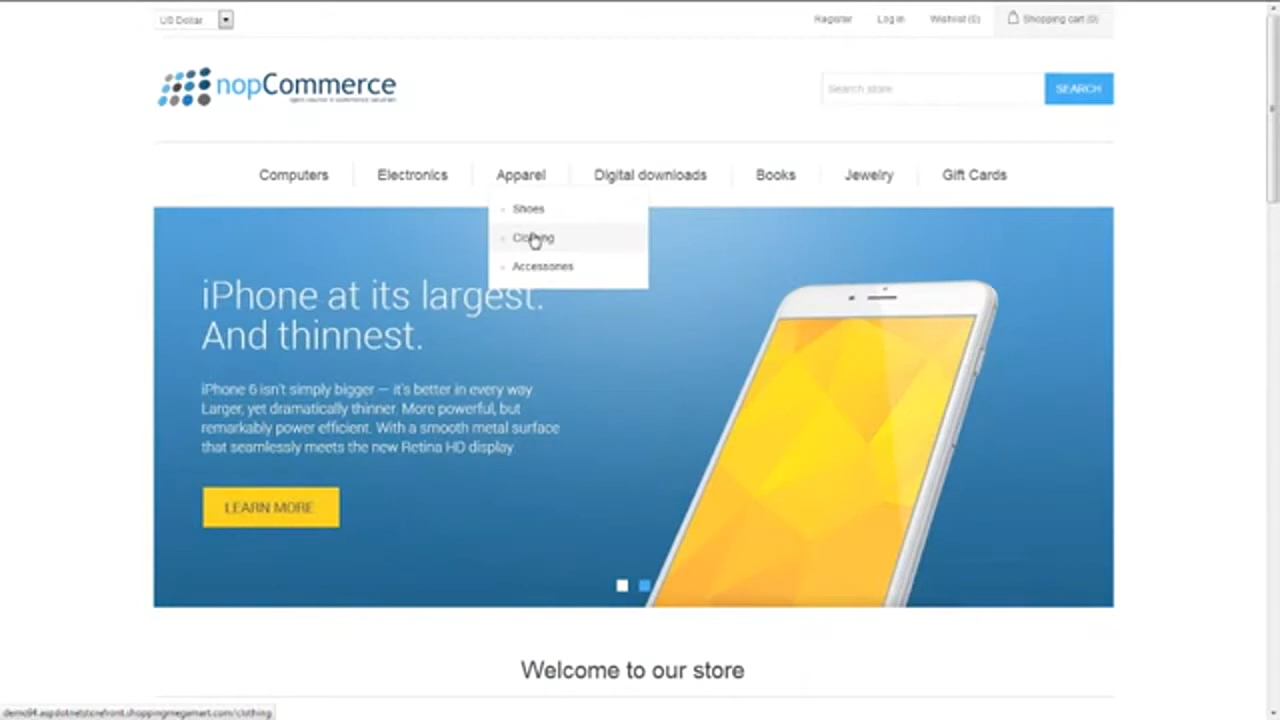 US Dollar
Register Log in Wishlist (0) Shopping cart (0)
nopCommerce
Search store SEARCH
Computers Electronics Apparel Digital downloads Books Jewelry Gift Cards
Shoes
Clothing
Accessories
iPhone at its largest.
And thinnest.
iPhone 6 isn't simply bigger – it's better in every way
Larger, yet dramatically thinner. More powerful, but
remarkably power efficient. With a smooth metal surface
that seamlessly meets the new Retina HD display
LEARN MORE
Welcome to our store